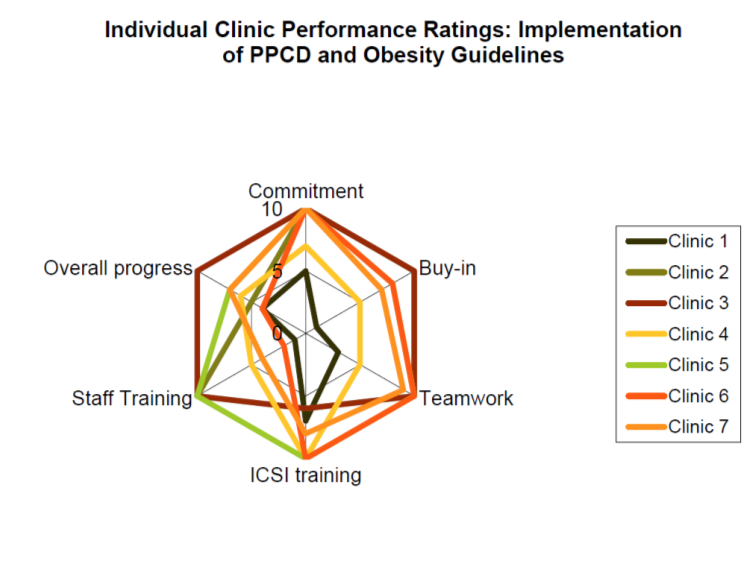 Individual Clinic Performance Ratings: Implementation
of PPCD and Obesity Guidelines
Commitment
10
Overall progress
5
Buy-in
0
Staff Training
Teamwork
ICSI training
Clinic 1
Clinic 2
Clinic 3
Clinic 4
Clinic 5
Clinic 6
Clinic 7